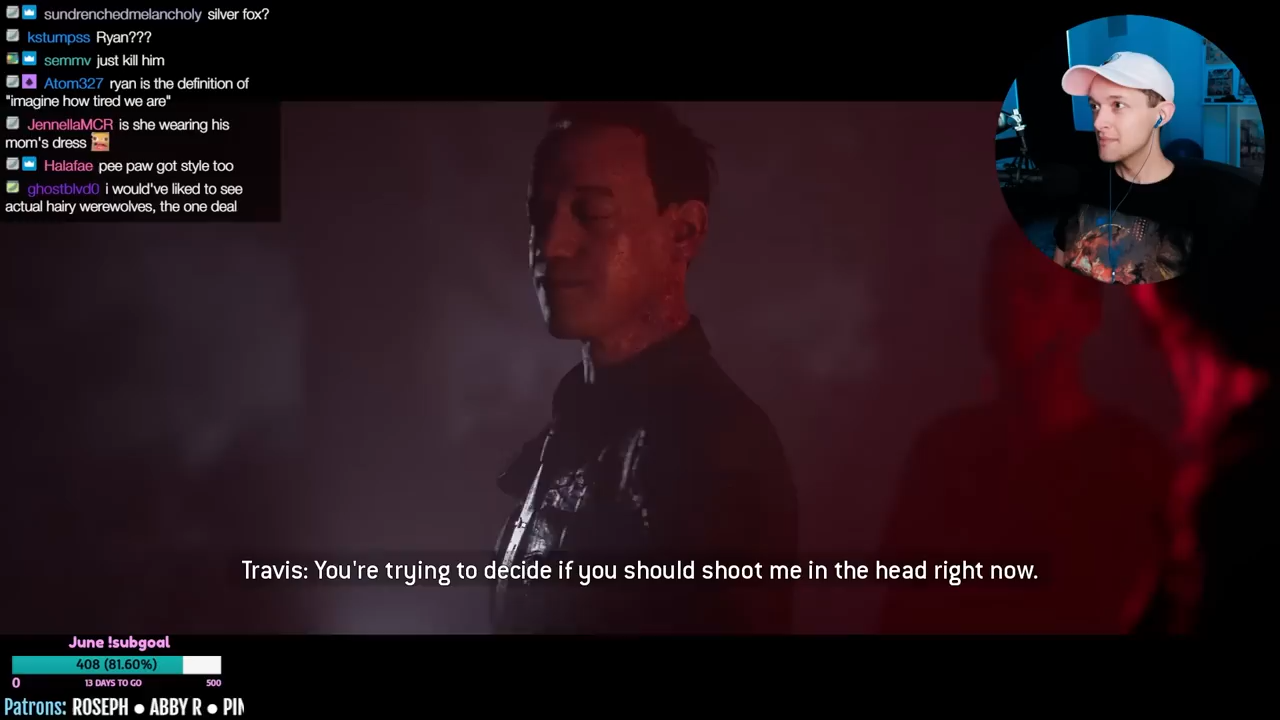 sundrenchedmelancholy silver fox?
kstumpss Ryan???
semmv just kill him
Atom327 ryan is the definition of
"imagine how tired we are"
JennellaMCR is she wearing his
mom's dress
Halafae pee paw got style too
ghostblvd0 i would've liked to see
actual hairy werewolves, the one deal
Travis: You're trying to decide if you should shoot me in the head right now.
June !subgoal
408 (81.60%)
0 13 DAYS TO GO 500
Patrons: ROSEPH ● ABBY R ● PIN